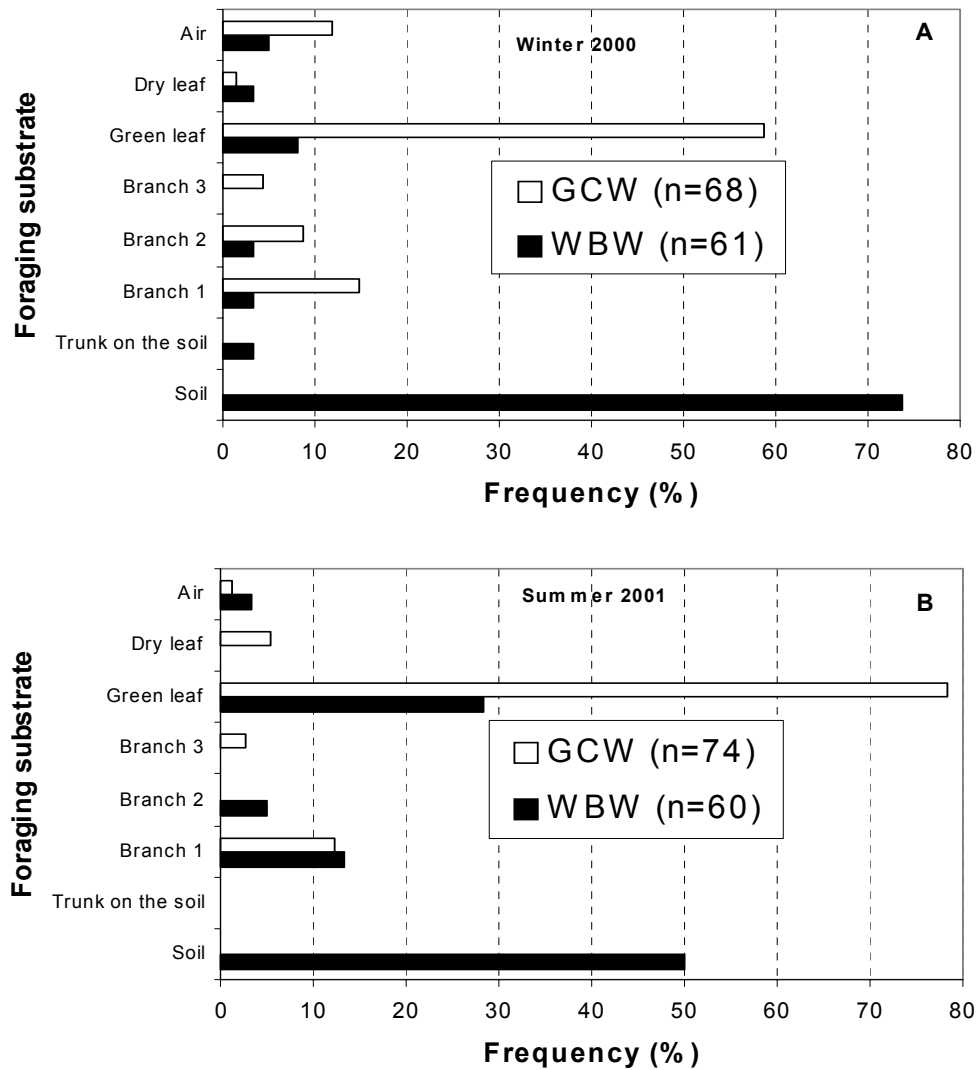 A
Winter 2000
Foraging substrate
Air
Dry leaf
Green leaf
Branch 3
Branch 2
Branch 1
Trunk on the soil
Soil
GCW (n=68)
WBW (n=61)
0 10 20 30 40 50 60 70 80
Frequency (%)
B
Summer 2001
Foraging substrate
Air
Dry leaf
Green leaf
Branch 3
Branch 2
Branch 1
Trunk on the soil
Soil
GCW (n=74)
WBW (n=60)
0 10 20 30 40 50 60 70 80
Frequency (%)